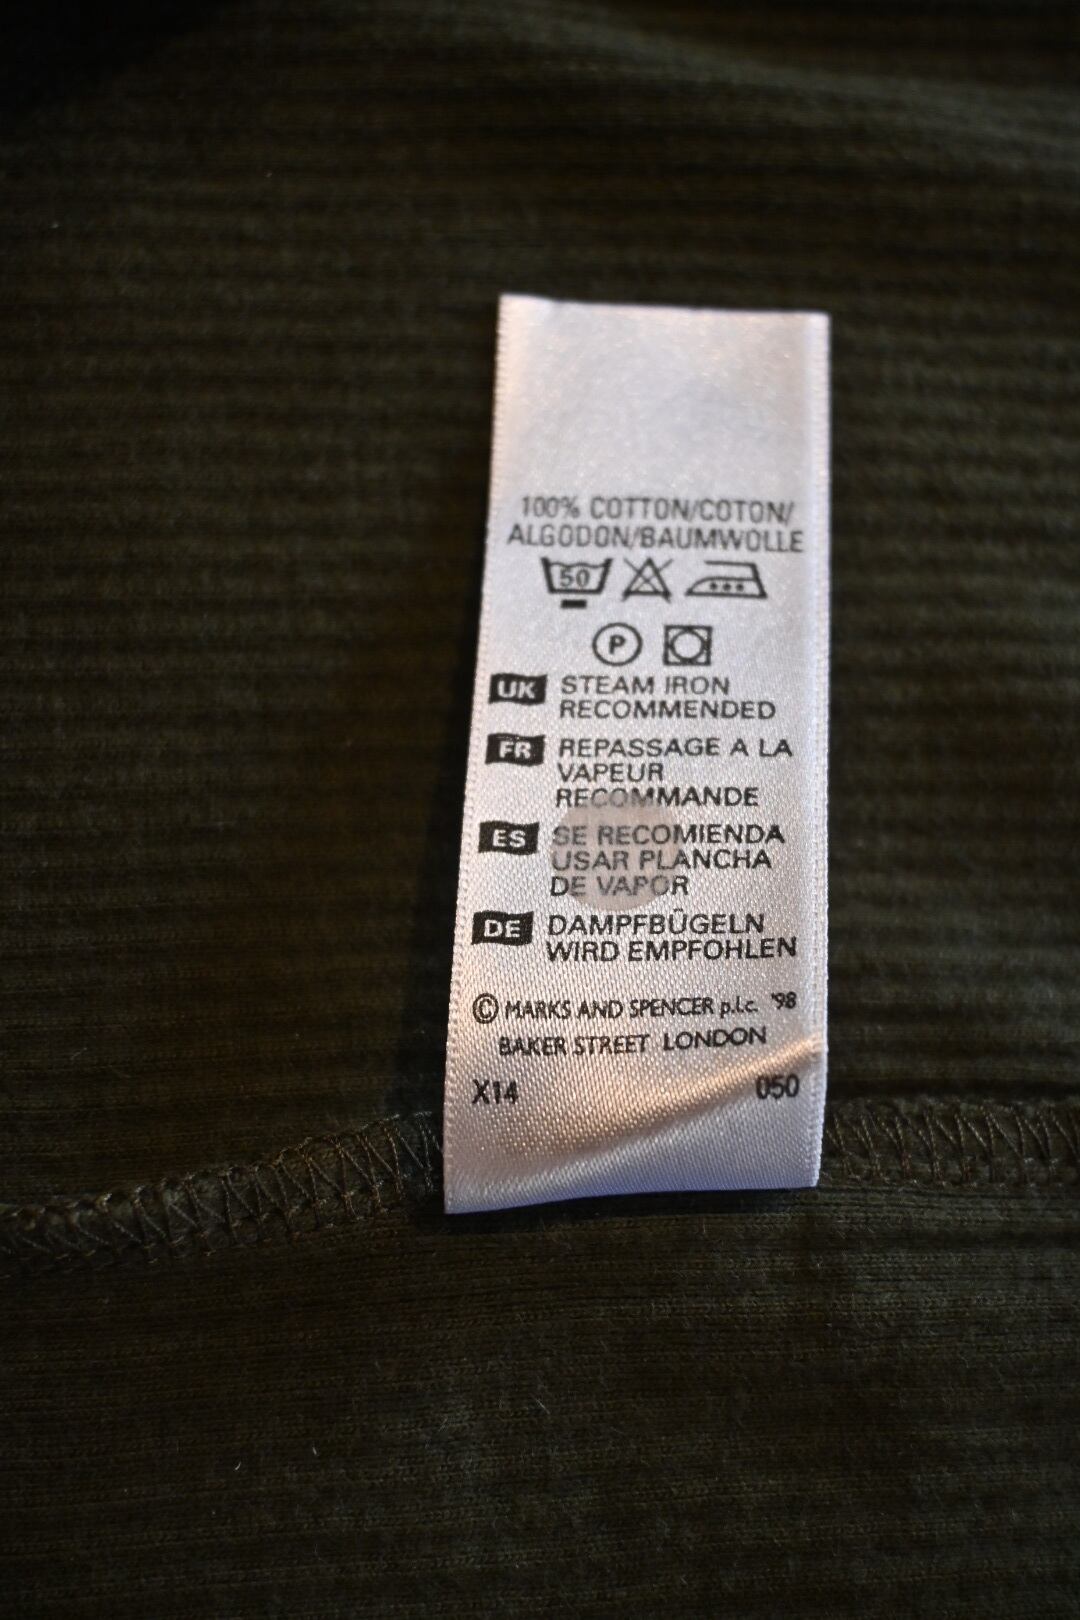 100% COTTON/COTON/
ALGODON/BAUMWOLLE
50
P
UK STEAM IRON
RECOMMENDED
FR REPASSAGE A LA
VAPEUR
RECOMMANDE
ES SE RECOMIENDA
USAR PLANCHA
DE VAPOR
DE DAMPFBÜGELN
WIRD EMPFOHLEN
© MARKS AND SPENCER p.l.c. '98
BAKER STREET LONDON
X14 050